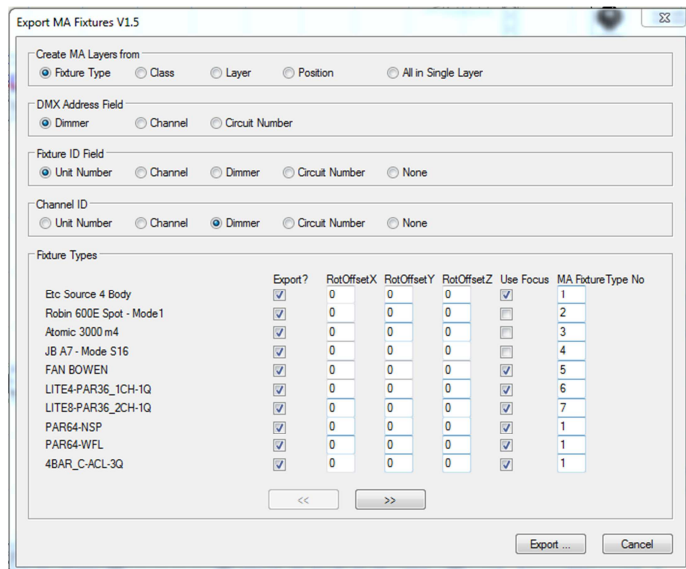 Export MA Fixtures V1.5
Create MA Layers from
Fixture Type Class Layer Position All in Single Layer
DMX Address Field
Dimmer Channel Circuit Number
Fixture ID Field
Unit Number Channel Dimmer Circuit Number None
Channel ID
Unit Number Channel Dimmer Circuit Number None
Fixture Types
Export? RotOffsetX RotOffsetY RotOffsetZ Use Focus MA FixtureType No
Etc Source 4 Body 0 0 0 1
Robin 600E Spot - Mode1 0 0 0 2
Atomic 3000 m4 0 0 0 3
JB A7 - Mode S16 0 0 0 4
FAN BOWEN 0 0 0 5
LITE4-PAR36_1CH-1Q 0 0 0 6
LITE8-PAR36_2CH-1Q 0 0 0 7
PAR64-NSP 0 0 0 1
PAR64-WFL 0 0 0 1
4BAR_C-ACL-3Q 0 0 0 1
<< >>
Export ... Cancel